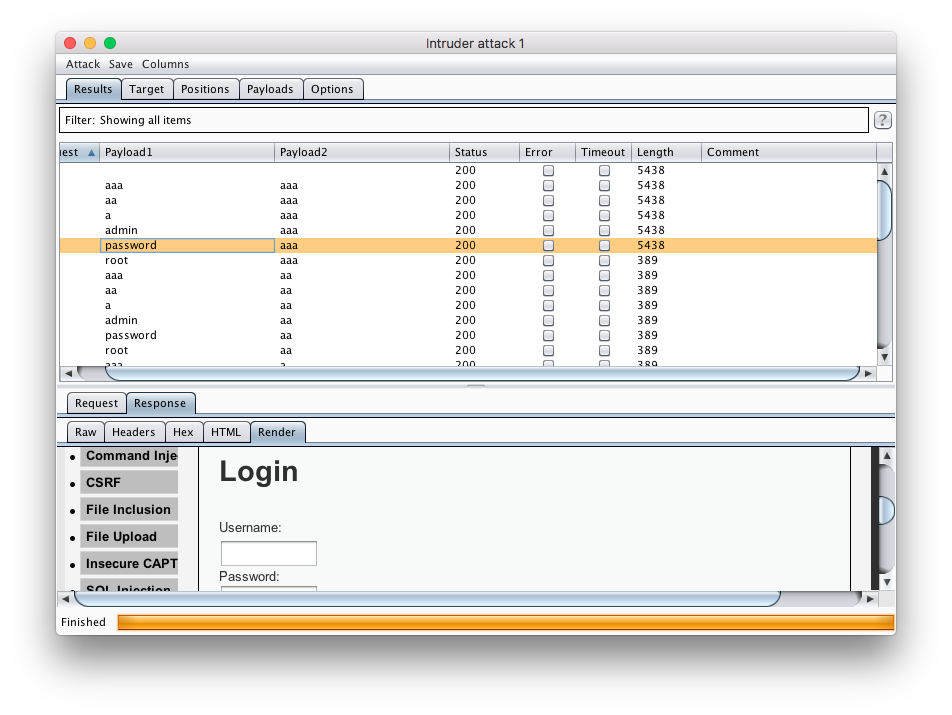 Intruder attack 1
Attack Save Columns
Results Target Positions Payloads Options
Filter: Showing all items ?
est ▲ Payload1 Payload2 Status Error Timeout Length Comment
200 5438
aaa aaa 200 5438
aa aaa 200 5438
a aaa 200 5438
admin aaa 200 5438
password aaa 200 5438
root aaa 200 389
aaa aa 200 389
aa aa 200 389
a aa 200 389
admin aa 200 389
password aa 200 389
root aa 200 389
aaa a 200 389
Request Response
Raw Headers Hex HTML Render
Command Inje
CSRF
File Inclusion
File Upload
Insecure CAPT
SQL Injection
Login
Username:
Password:
Finished